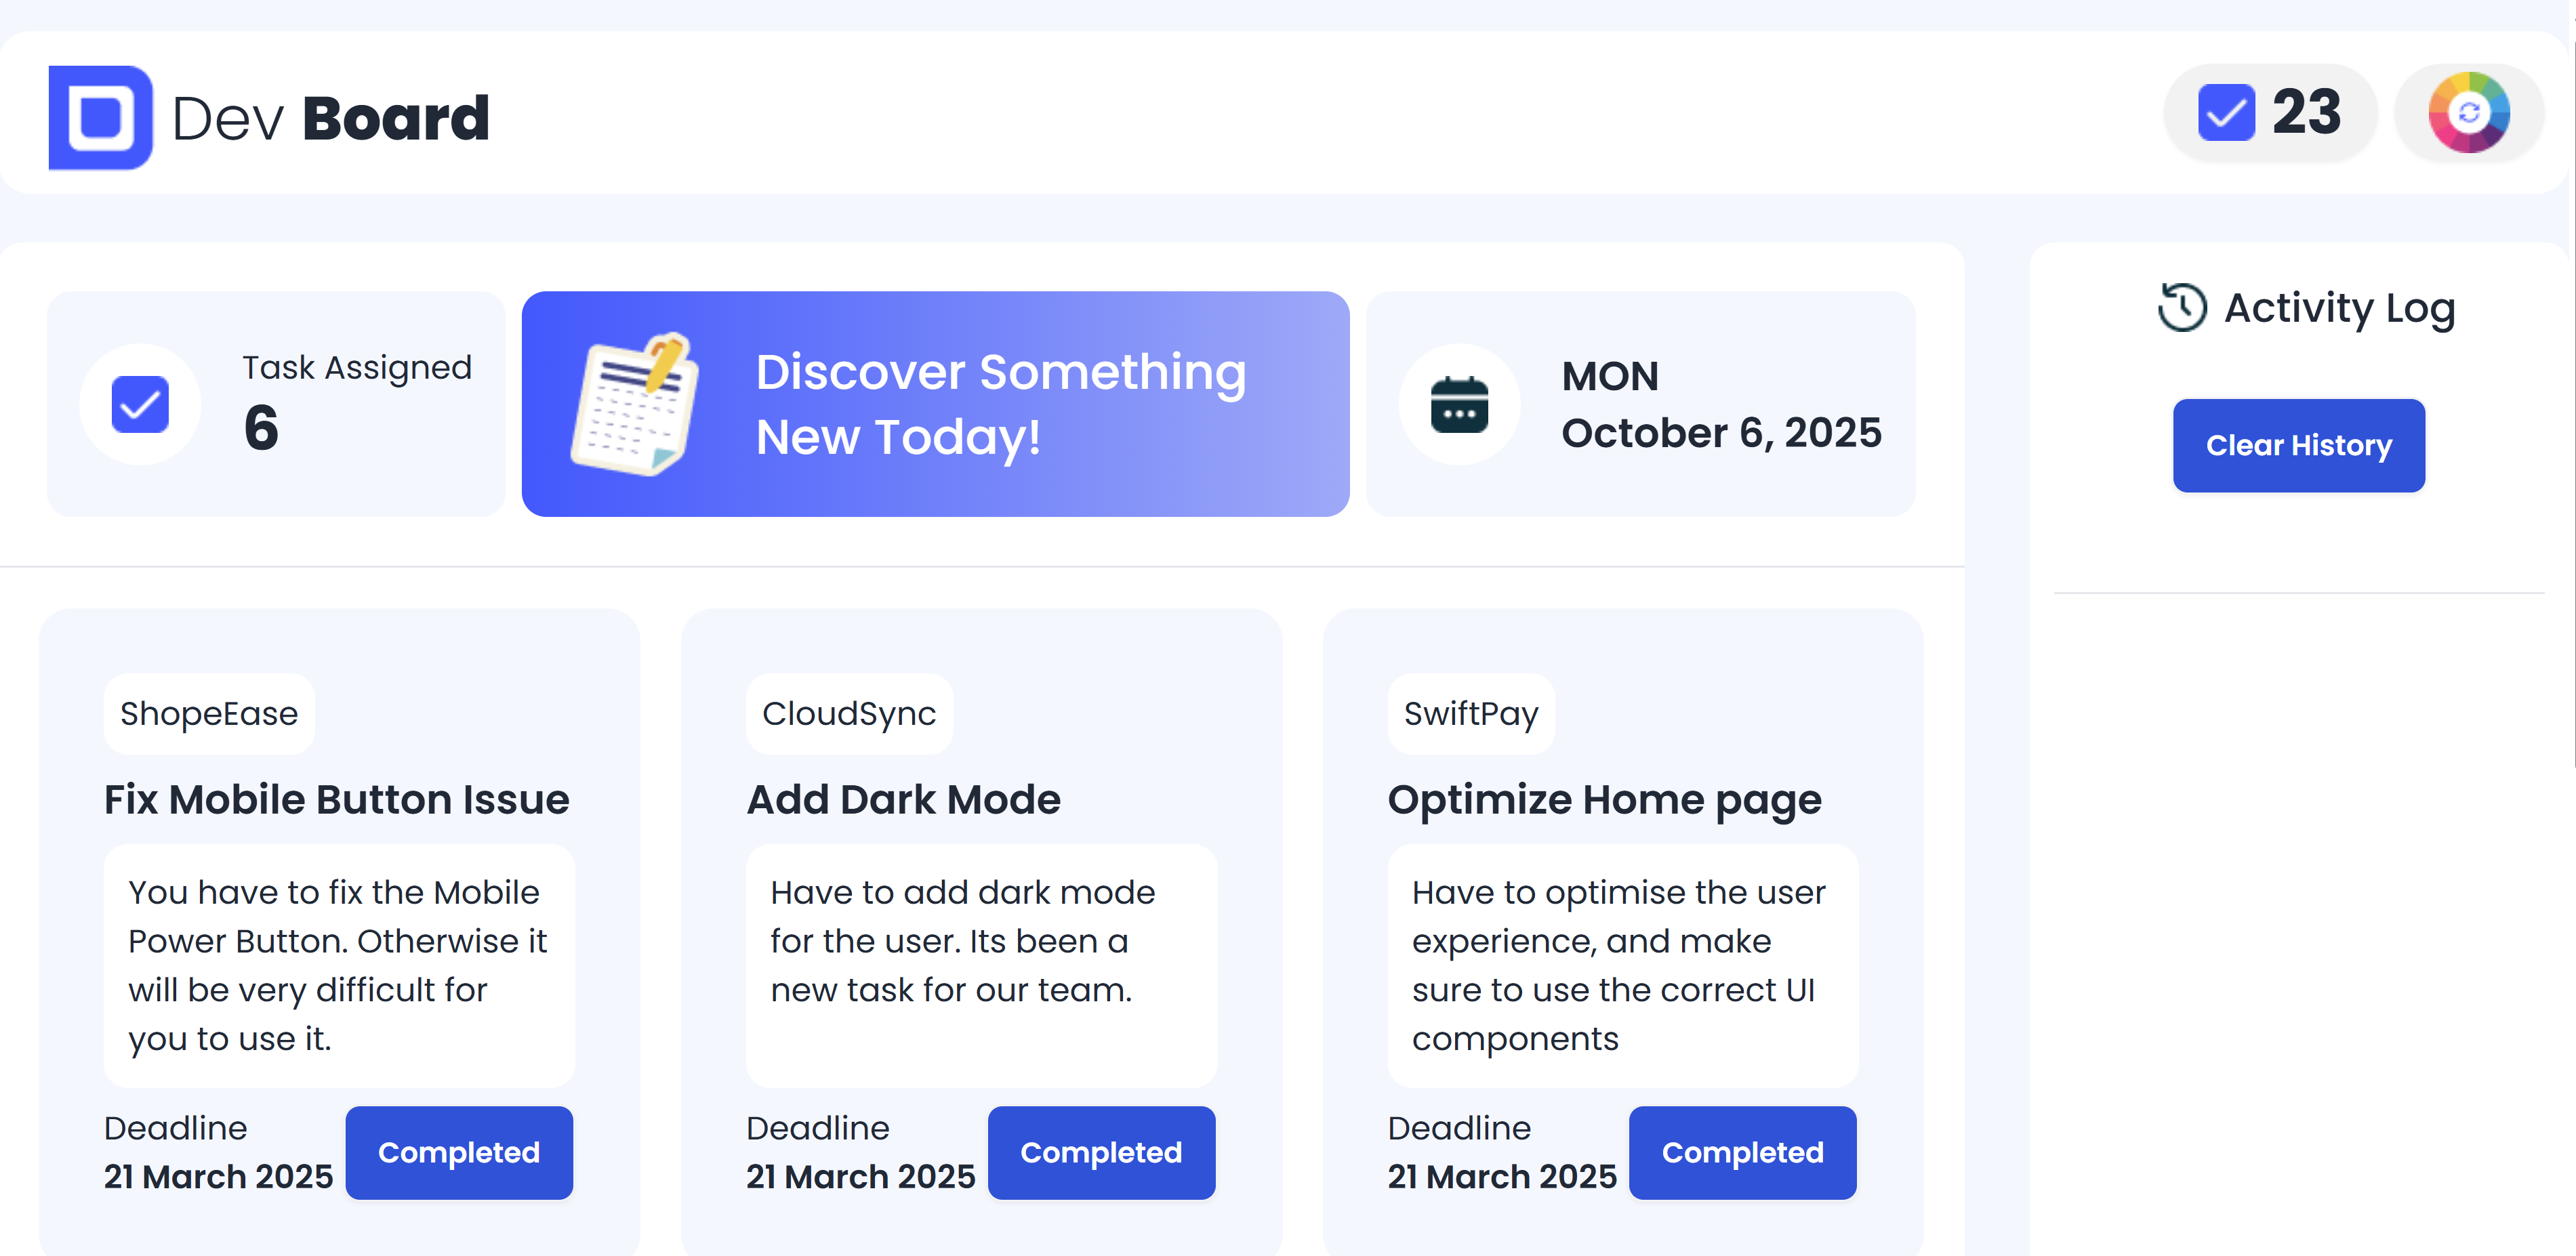 Dev Board
23
Task Assigned
6
Discover Something
New Today!
MON
October 6, 2025
Activity Log
Clear History
ShopeEase
Fix Mobile Button Issue
You have to fix the Mobile
Power Button. Otherwise it
will be very difficult for
you to use it.
Deadline
21 March 2025
Completed
CloudSync
Add Dark Mode
Have to add dark mode
for the user. Its been a
new task for our team.
Deadline
21 March 2025
Completed
SwiftPay
Optimize Home page
Have to optimise the user
experience, and make
sure to use the correct UI
components
Deadline
21 March 2025
Completed